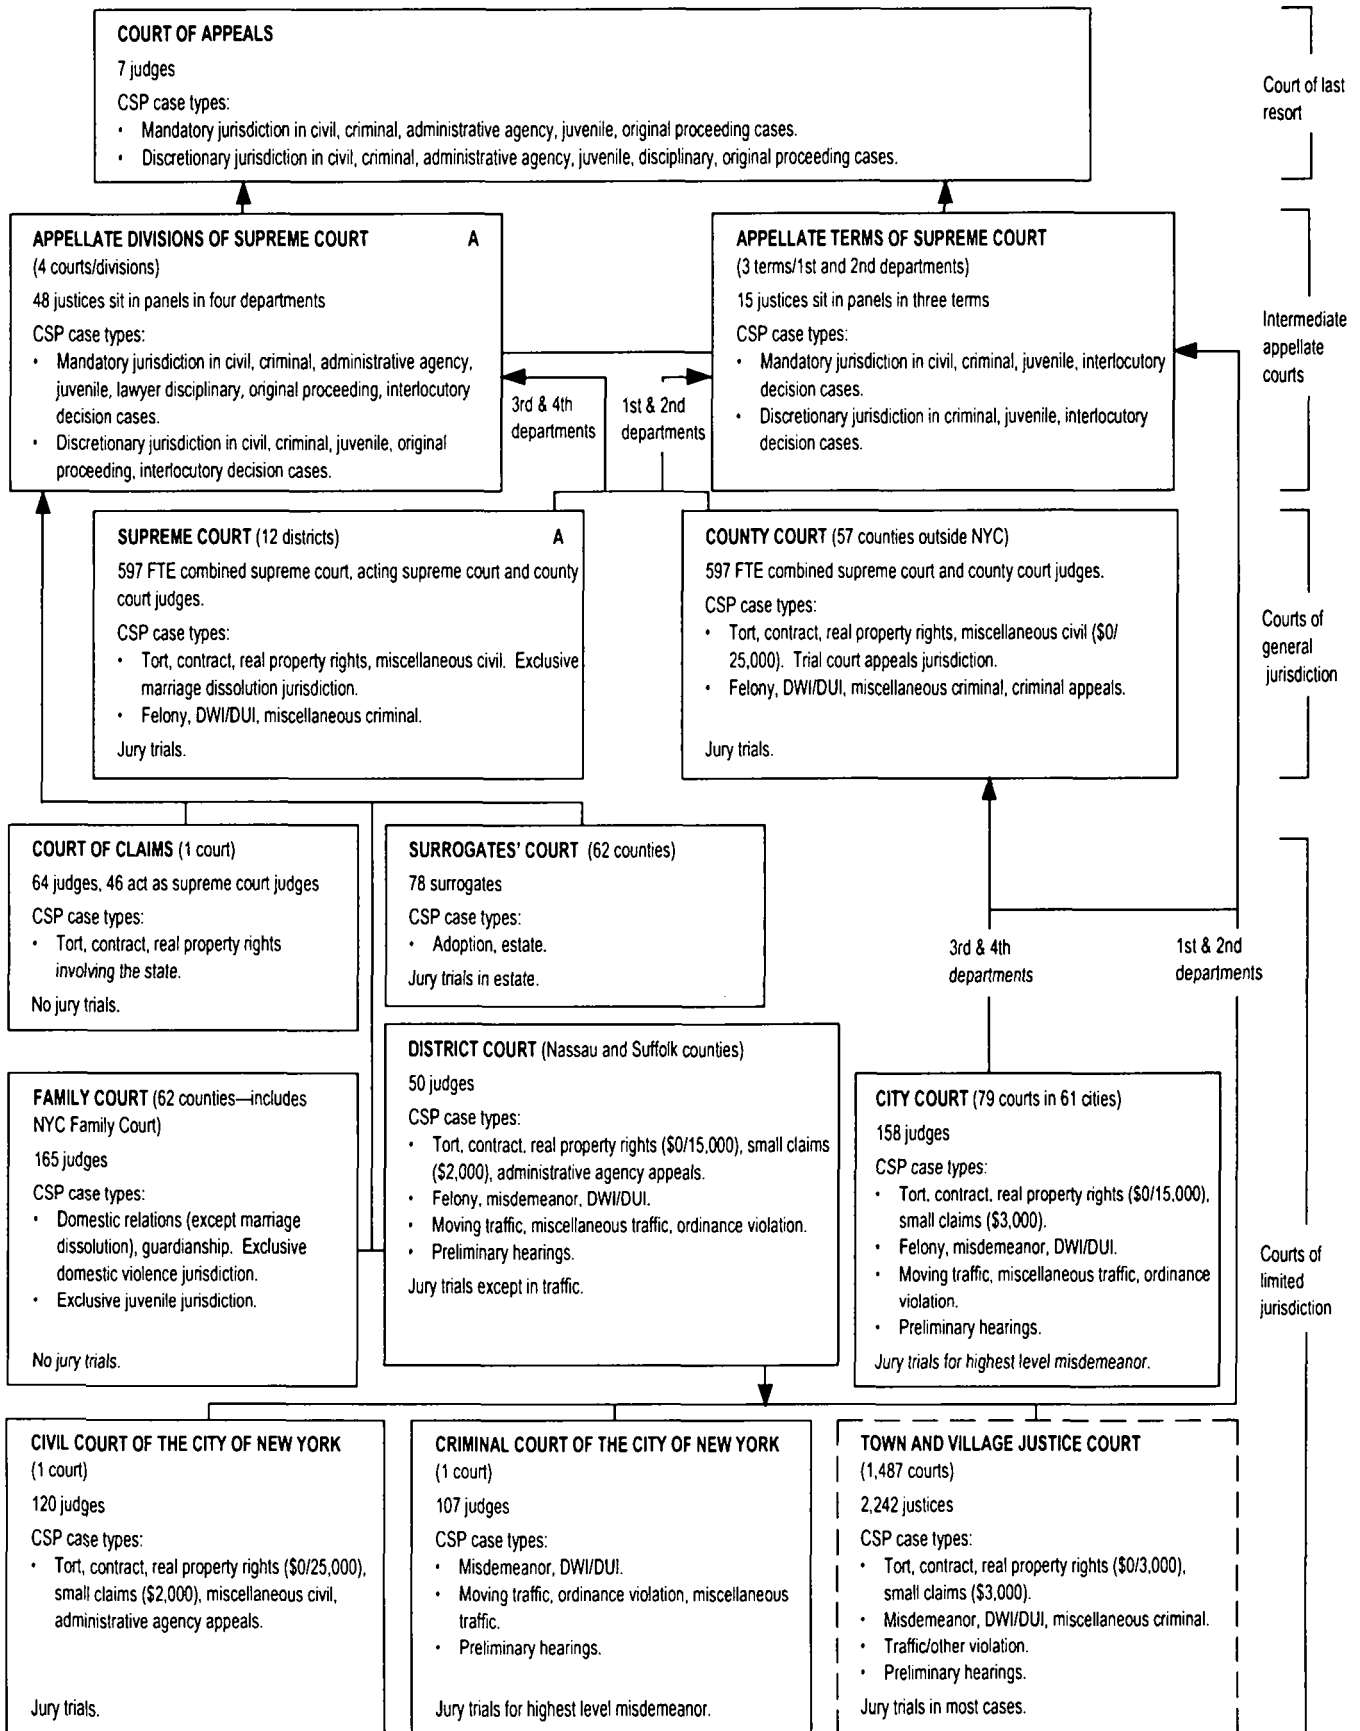 COURT OF APPEALS
7 judges
CSP case types:
• Mandatory jurisdiction in civil, criminal, administrative agency, juvenile, original proceeding cases.
• Discretionary jurisdiction in civil, criminal, administrative agency, juvenile, disciplinary, original proceeding cases.
Court of last
resort
APPELLATE DIVISIONS OF SUPREME COURT A
(4 courts/divisions)
48 justices sit in panels in four departments
CSP case types:
• Mandatory jurisdiction in civil, criminal, administrative agency,
juvenile, lawyer disciplinary, original proceeding, interlocutory
decision cases.
• Discretionary jurisdiction in civil, criminal, juvenile, original
proceeding, interlocutory decision cases.
3rd & 4th
departments
1st & 2nd
departments
APPELLATE TERMS OF SUPREME COURT
(3 terms/1st and 2nd departments)
15 justices sit in panels in three terms
CSP case types:
• Mandatory jurisdiction in civil, criminal, juvenile, interlocutory
decision cases.
• Discretionary jurisdiction in criminal, juvenile, interlocutory
decision cases.
Intermediate
appellate
courts
SUPREME COURT (12 districts) A
597 FTE combined supreme court, acting supreme court and county
court judges.
CSP case types:
• Tort, contract, real property rights, miscellaneous civil. Exclusive
marriage dissolution jurisdiction.
• Felony, DWI/DUI, miscellaneous criminal.
Jury trials.
COUNTY COURT (57 counties outside NYC)
597 FTE combined supreme court and county court judges.
CSP case types:
• Tort, contract, real property rights, miscellaneous civil ($0/
25,000). Trial court appeals jurisdiction.
• Felony, DWI/DUI, miscellaneous criminal, criminal appeals.
Jury trials.
Courts of
general
jurisdiction
COURT OF CLAIMS (1 court)
64 judges, 46 act as supreme court judges
CSP case types:
• Tort, contract, real property rights
involving the state.
No jury trials.
SURROGATES' COURT (62 counties)
78 surrogates
CSP case types:
• Adoption, estate.
Jury trials in estate.
3rd & 4th
departments
1st & 2nd
departments
FAMILY COURT (62 counties—includes
NYC Family Court)
165 judges
CSP case types:
• Domestic relations (except marriage
dissolution), guardianship. Exclusive
domestic violence jurisdiction.
• Exclusive juvenile jurisdiction.
No jury trials.
DISTRICT COURT (Nassau and Suffolk counties)
50 judges
CSP case types:
• Tort, contract, real property rights ($0/15,000), small claims
($2,000), administrative agency appeals.
• Felony, misdemeanor, DWI/DUI.
• Moving traffic, miscellaneous traffic, ordinance violation.
• Preliminary hearings.
Jury trials except in traffic.
CITY COURT (79 courts in 61 cities)
158 judges
CSP case types:
• Tort, contract, real property rights ($0/15,000),
small claims ($3,000).
• Felony, misdemeanor, DWI/DUI.
• Moving traffic, miscellaneous traffic, ordinance
violation.
• Preliminary hearings.
Jury trials for highest level misdemeanor.
Courts of
limited
jurisdiction
CIVIL COURT OF THE CITY OF NEW YORK
(1 court)
120 judges
CSP case types:
• Tort, contract, real property rights ($0/25,000),
small claims ($2,000), miscellaneous civil,
administrative agency appeals.
Jury trials.
CRIMINAL COURT OF THE CITY OF NEW YORK
(1 court)
107 judges
CSP case types:
• Misdemeanor, DWI/DUI.
• Moving traffic, ordinance violation, miscellaneous
traffic.
• Preliminary hearings.
Jury trials for highest level misdemeanor.
TOWN AND VILLAGE JUSTICE COURT
(1,487 courts)
2,242 justices
CSP case types:
• Tort, contract, real property rights ($0/3,000),
small claims ($3,000).
• Misdemeanor, DWI/DUI, miscellaneous criminal.
• Traffic/other violation.
• Preliminary hearings.
Jury trials in most cases.